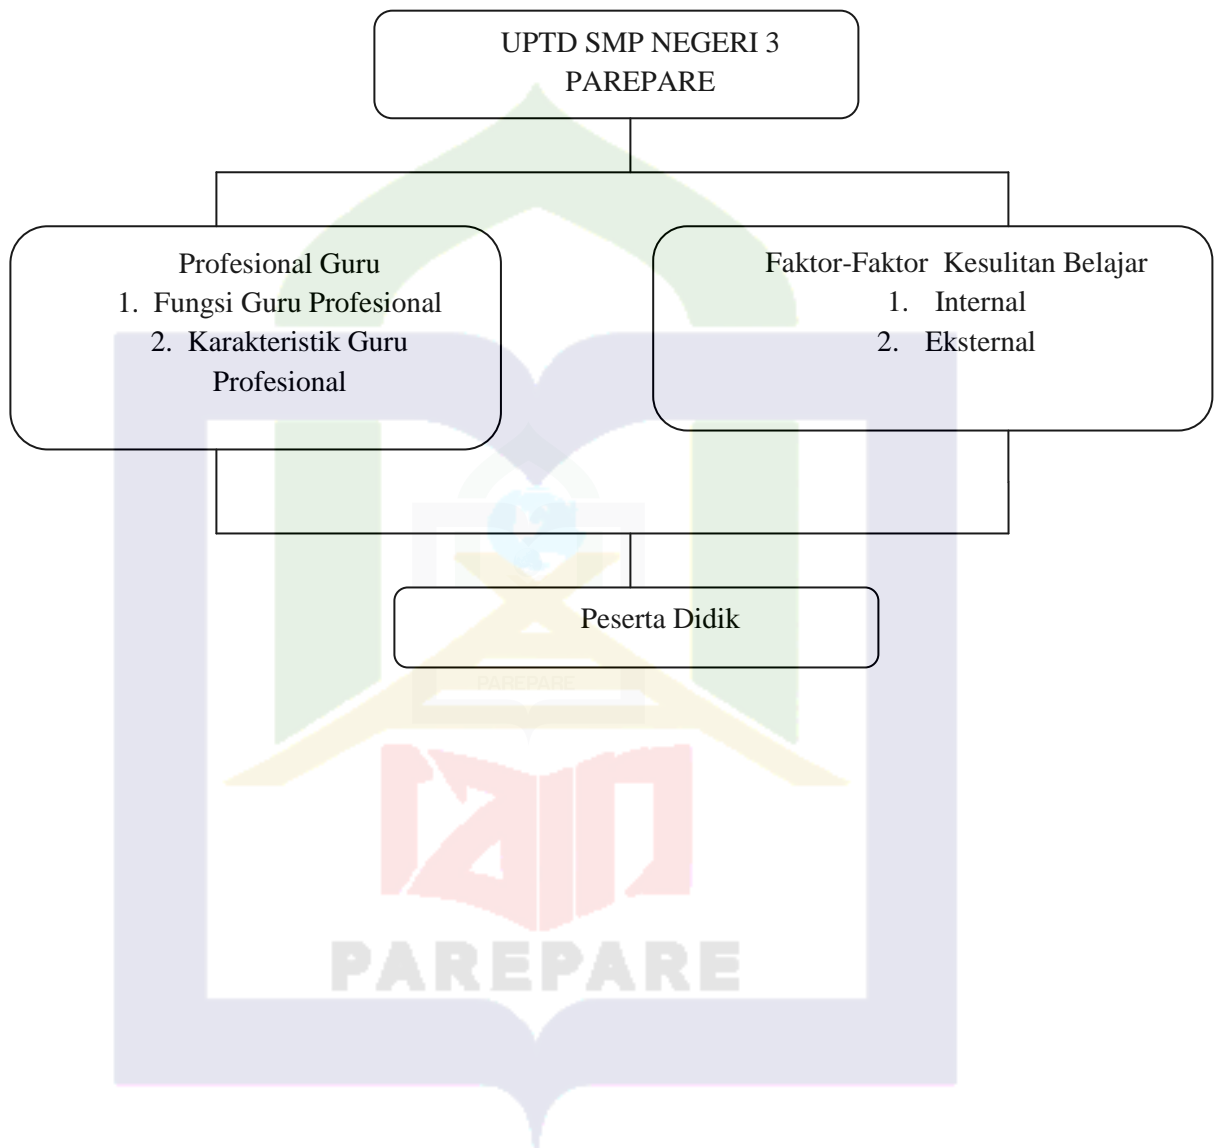 UPTD SMP NEGERI 3
PAREPARE
Profesional Guru
1. Fungsi Guru Profesional
2. Karakteristik Guru
Profesional
Faktor-Faktor Kesulitan Belajar
1. Internal
2. Eksternal
Peserta Didik
PAREPARE
iain
PAREPARE